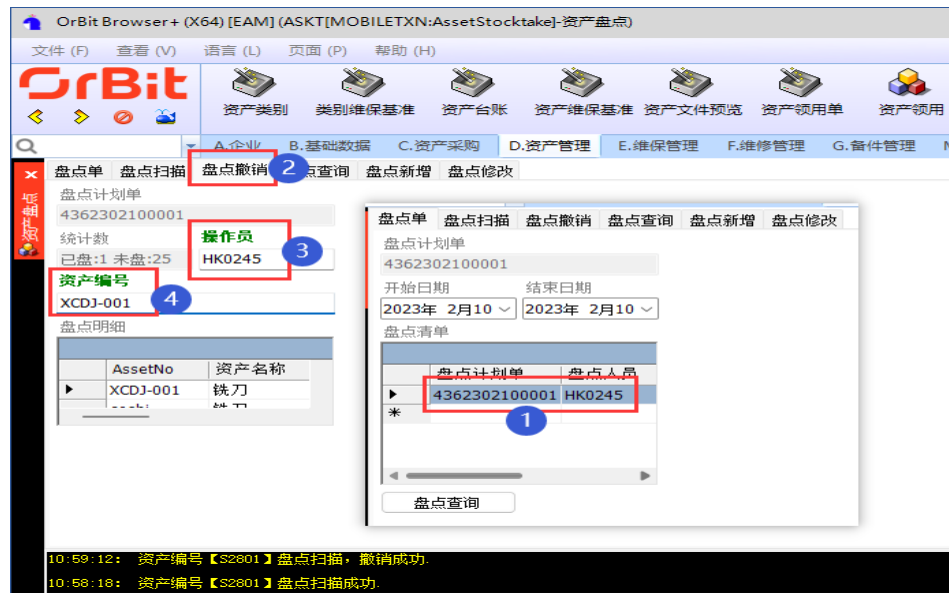 OrBit Browser+ (X64) [EAM] (ASKT[MOBILETXN:AssetStocktake]-资产盘点)
文件 (F) 查看 (V) 语言 (L) 页面 (P) 帮助 (H)
OrBit
资产类别 类别维保基准 资产台账 资产维保基准 资产文件预览 资产领用单 资产领用
A.企业 B.基础数据 C.资产采购 D.资产管理 E.维保管理 F.维修管理 G.备件管理
资产盘点
盘点单 盘点扫描 盘点撤销 2 点查询 盘点新增 盘点修改
盘点计划单
4362302100001
统计数 操作员
已盘:1 未盘:25 HK0245 3
资产编号
XCDJ-001 4
盘点明细
AssetNo 资产名称
XCDJ-001 铣刀
盘点单 盘点扫描 盘点撤销 盘点查询 盘点新增 盘点修改
盘点计划单
4362302100001
开始日期 结束日期
2023年 2月10 2023年 2月10
盘点清单
盘点计划单 盘点人员
4362302100001 HK0245
1
盘点查询
10:59:12: 资产编号【S2801】盘点扫描，撤销成功.
10:58:18: 资产编号【S2801】盘点扫描成功.